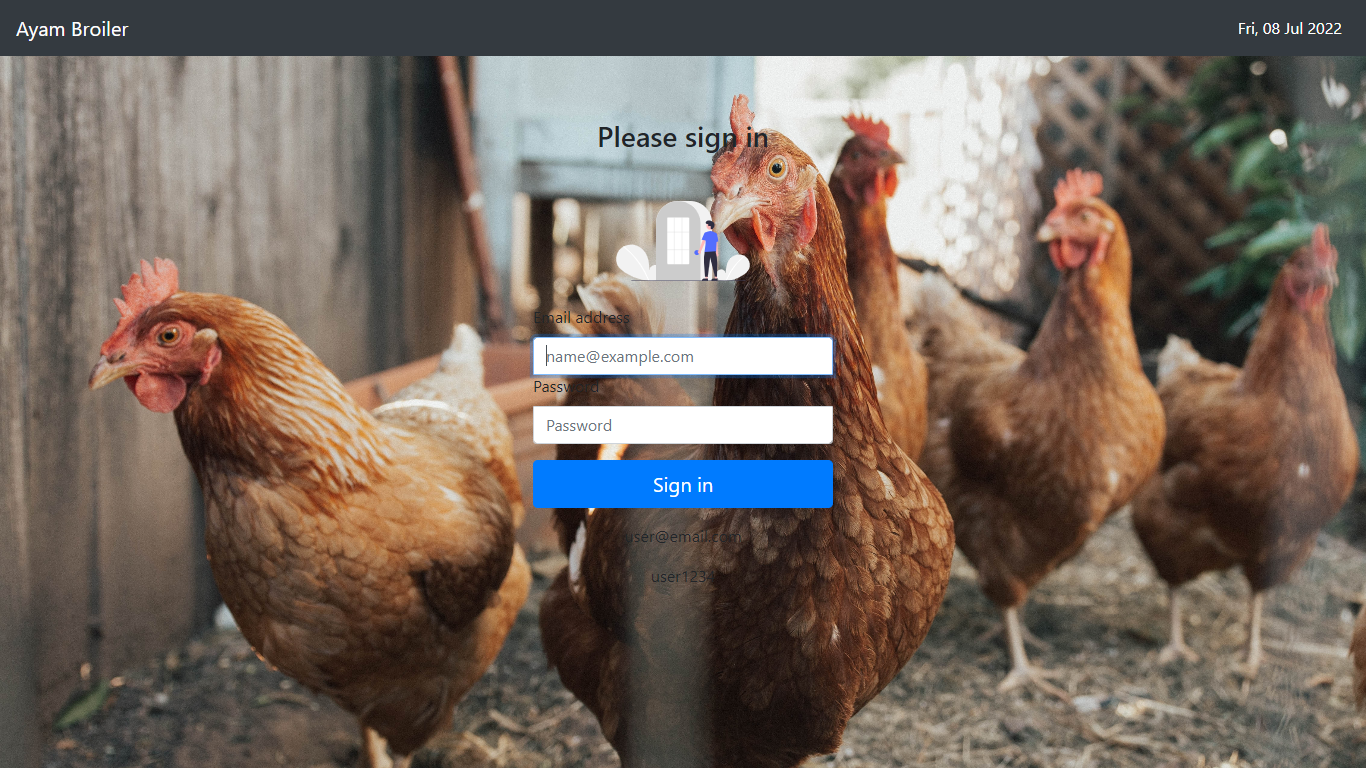 Ayam Broiler
Fri, 08 Jul 2022
Please sign in
Email address
name@example.com
Password
Password
Sign in
user@email.com
user1234